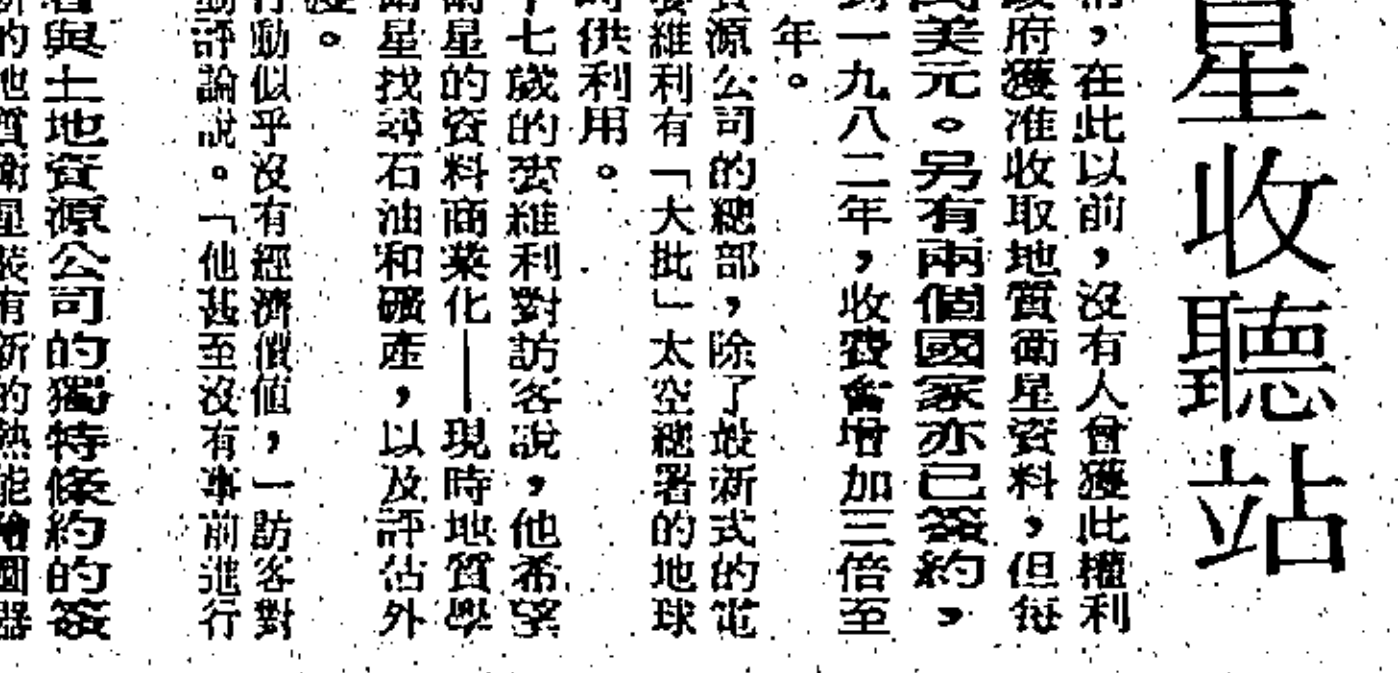 星收聽站
，在此以前，沒有人曾獲此權利
政府獲准收取地質衛星資料，但每
萬美元。另有兩個國家亦已簽約，
到一九八二年，收費會增加三倍至
年。
資源公司的總部，除了最新式的電
麥維利有「大批」太空總署的地球
時供利用。
十七歲的麥維利對訪客說，他希望
衛星的資料商業化——現時地質學
衛星找尋石油和礦產，以及評估外
。
行動似乎沒有經濟價值，一訪客對
動評論說。「他甚至沒有事前進行
與土地資源公司的獨特條約的簽
新的地質衛星裝有新的熱能繪圖器